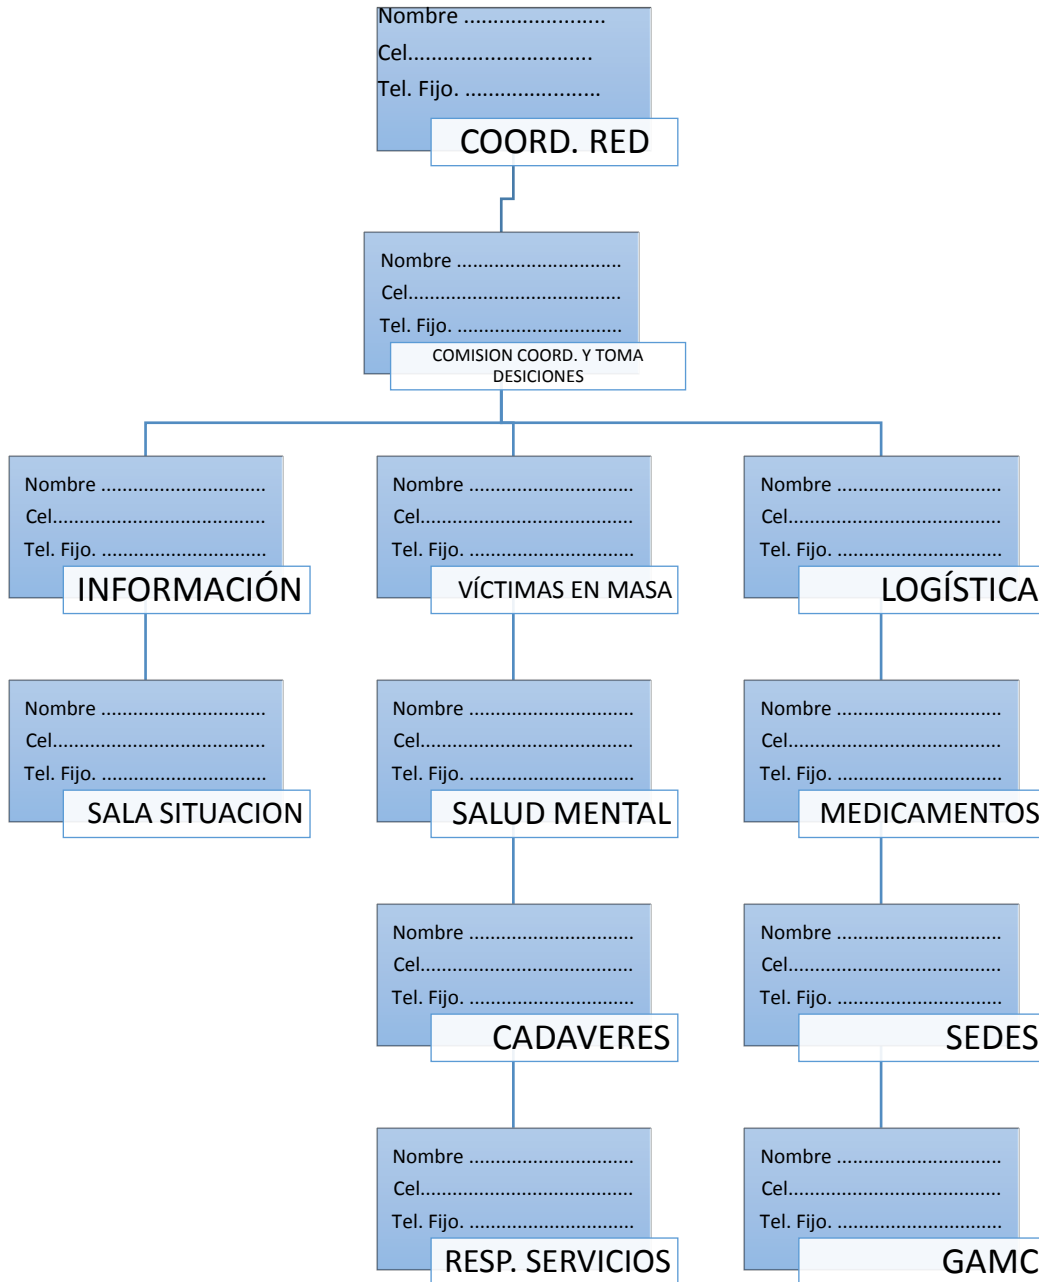 Nombre .......................
Cel..............................
Tel. Fijo. .......................
COORD. RED
Nombre ...............................
Cel........................................
Tel. Fijo. ...............................
COMISION COORD. Y TOMA
DESICIONES
Nombre ...............................
Cel........................................
Tel. Fijo. ...............................
INFORMACIÓN
Nombre ...............................
Cel........................................
Tel. Fijo. ...............................
VÍCTIMAS EN MASA
Nombre ...............................
Cel........................................
Tel. Fijo. ...............................
LOGÍSTICA
Nombre ...............................
Cel........................................
Tel. Fijo. ...............................
SALA SITUACION
Nombre ...............................
Cel........................................
Tel. Fijo. ...............................
SALUD MENTAL
Nombre ...............................
Cel........................................
Tel. Fijo. ...............................
MEDICAMENTOS
Nombre ...............................
Cel........................................
Tel. Fijo. ...............................
CADAVERES
Nombre ...............................
Cel........................................
Tel. Fijo. ...............................
SEDES
Nombre ...............................
Cel........................................
Tel. Fijo. ...............................
RESP. SERVICIOS
Nombre ...............................
Cel........................................
Tel. Fijo. ...............................
GAMC